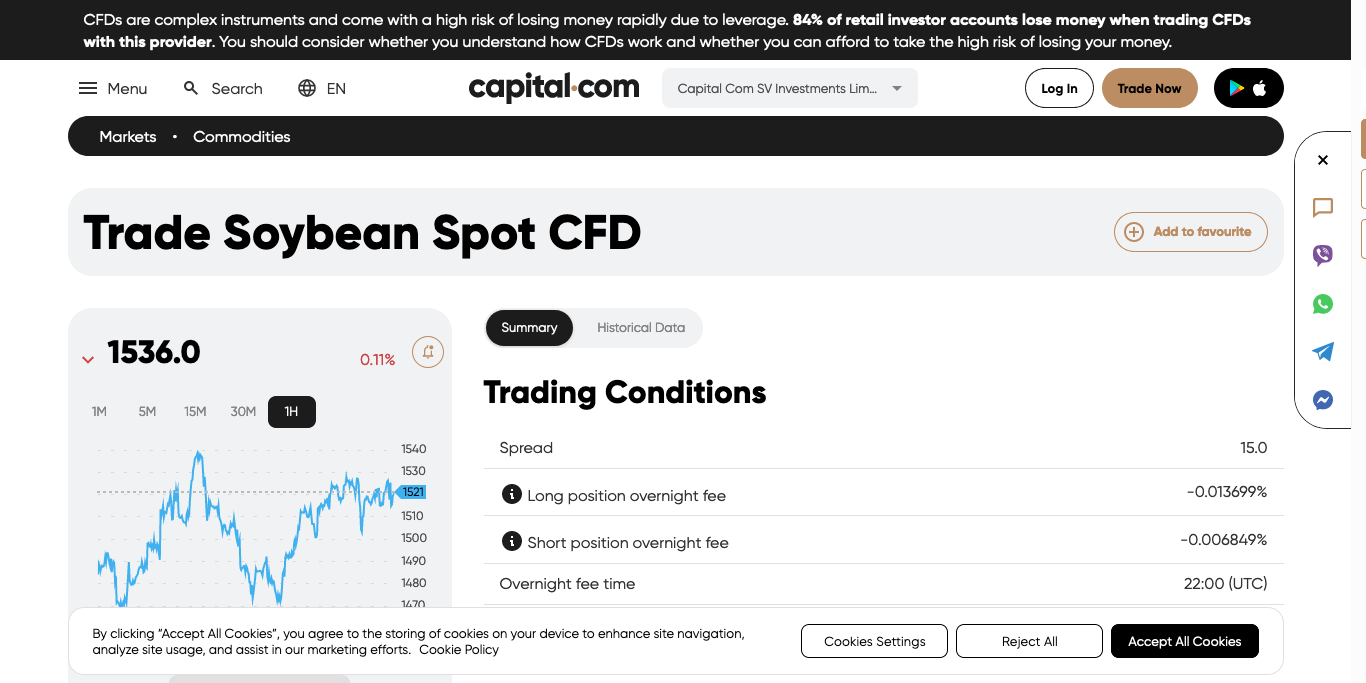 CFDs are complex instruments and come with a high risk of losing money rapidly due to leverage. 84% of retail investor accounts lose money when trading CFDs
with this provider. You should consider whether you understand how CFDs work and whether you can afford to take the high risk of losing your money.
Menu
Search
EN
capital.com
Capital Com SV Investments Lim...
Log In
Trade Now
Markets • Commodities
Trade Soybean Spot CFD
Add to favourite
1536.0
0.11%
1M 5M 15M 30M 1H
1540
1530
1521
1510
1500
1490
1480
1470
Summary
Historical Data
Trading Conditions
Spread 15.0
Long position overnight fee -0.013699%
Short position overnight fee -0.006849%
Overnight fee time 22:00 (UTC)
By clicking “Accept All Cookies”, you agree to the storing of cookies on your device to enhance site navigation,
analyze site usage, and assist in our marketing efforts. Cookie Policy
Cookies Settings
Reject All
Accept All Cookies